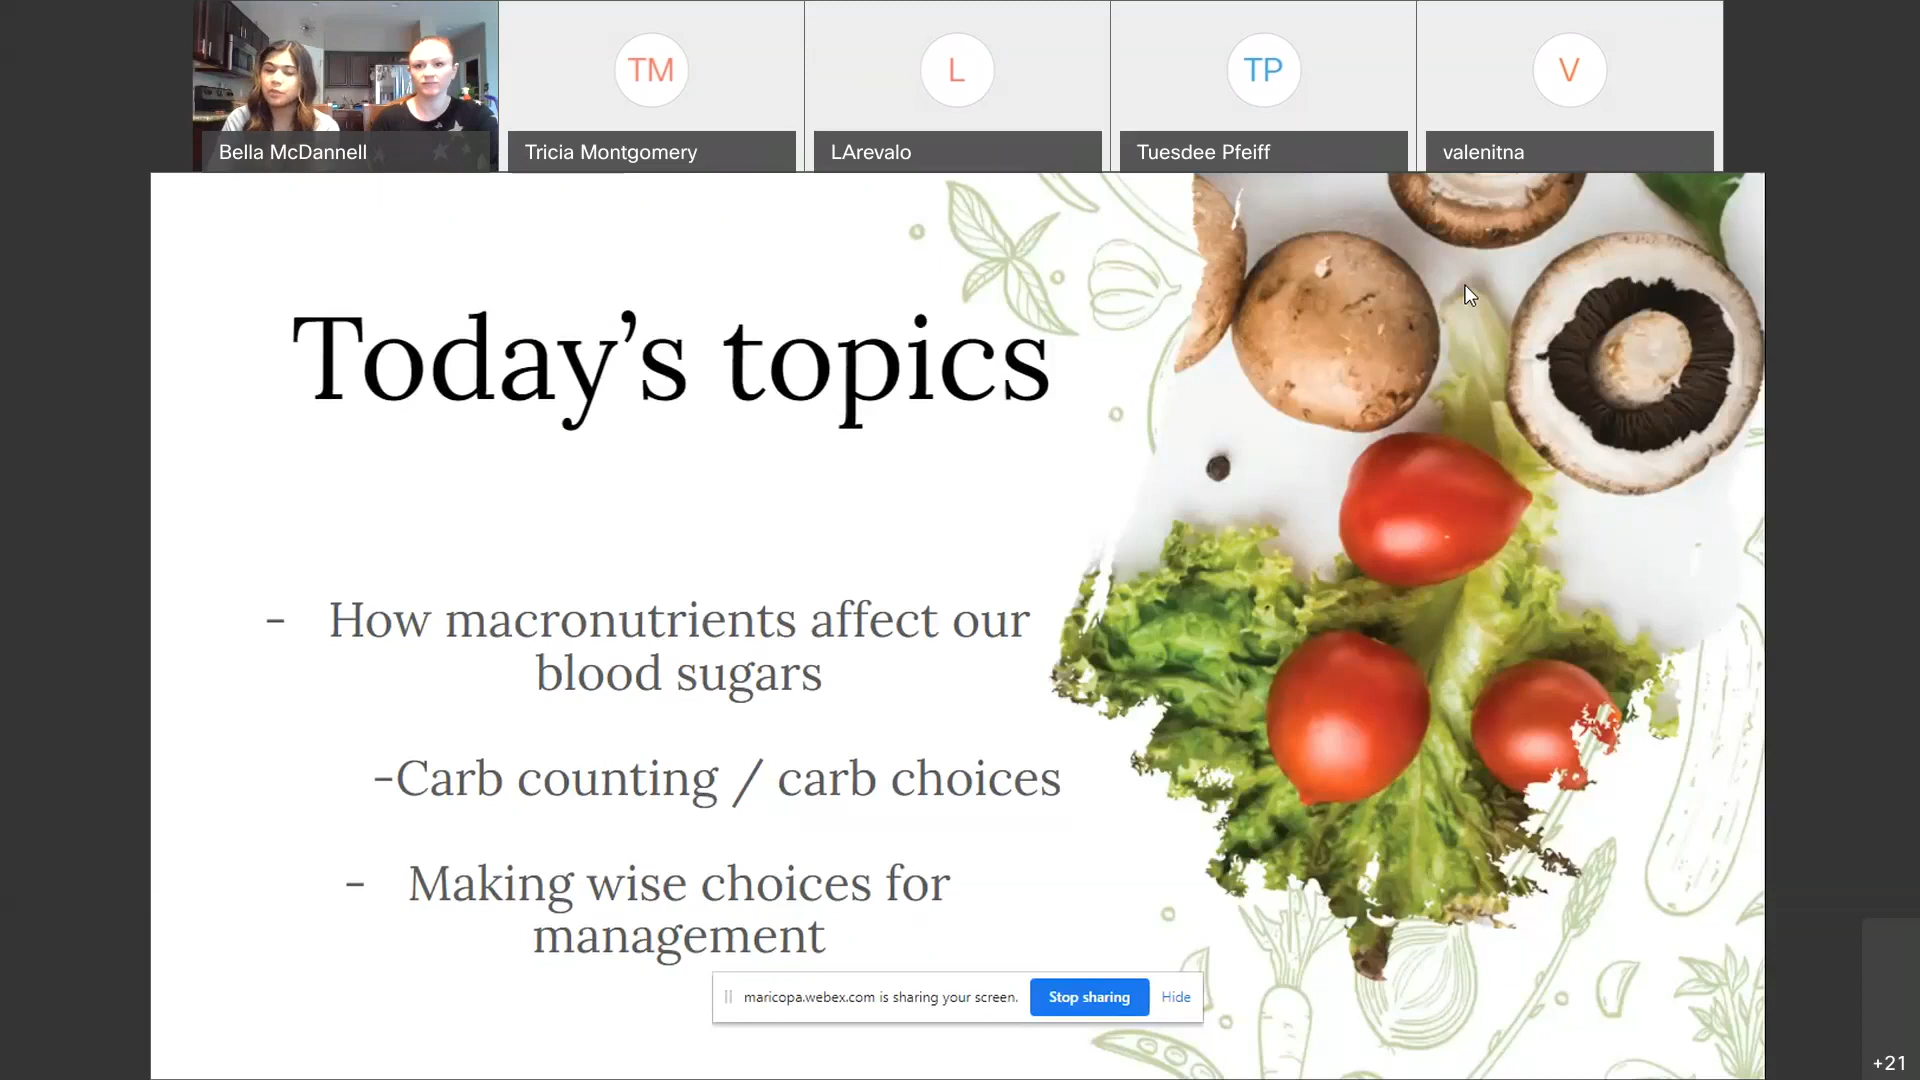 TM
L
TP
V
Bella McDannell
Tricia Montgomery
LArevalo
Tuesdee Pfeiff
valenitna
Today’s topics
- How macronutrients affect our
blood sugars
-Carb counting / carb choices
- Making wise choices for
management
maricopa.webex.com is sharing your screen.
Stop sharing
Hide
+21